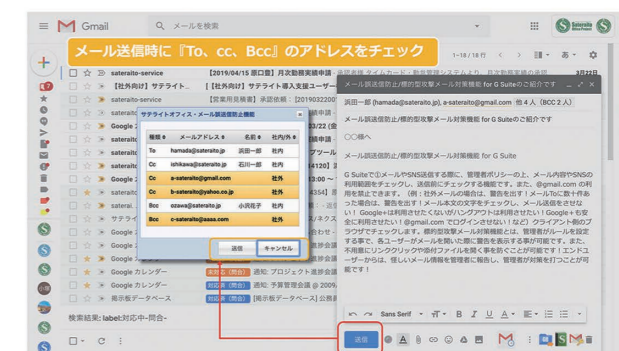 Gmail
メールを検索
Sateraito Office Product
メール送信時に『To、cc、Bcc』のアドレスをチェック
1–18/18 行
sateraito-service
【2019/04/15 原口豊】月次勤実績申請
3月22日
【社外向け】サテライト..
【【社外向け】サテライト導入支援ユーザー
sateraito-service
【営業用見積書】承認依頼：【2019032200
サテライトオフィス・メール誤送信防止機能
種類 メールアドレス 名前 社内/外
To hamada@sateraito.jp 浜田一郎 社内
Cc ishikawa@sateraito.jp 石川一郎 社内
Cc a-sateraito@gmail.com 社外
Cc b-sateraito@yahoo.co.jp 社外
Bcc ozawa@sateraito.jp 小沢花子 社内
Bcc c-sateraito@aaaa.com 社外
送信 キャンセル
Google カレンダー
通知: プロジェクト進捗会議
Google カレンダー
通知: 予算管理会議 @ 2009
掲示板データベース
[掲示板データベース] 公務員
検索結果: label:対応中-問合-
メール誤送信防止/標的型攻撃メール対策機能 for G Suiteのご紹介です
浜田一郎 (hamada@sateraito.jp), a-sateraito@gmail.com 他 4 人（BCC 2 人）
メール誤送信防止/標的型攻撃メール対策機能 for G Suiteのご紹介です
〇〇様へ
メール誤送信防止/標的型攻撃メール対策機能 for G Suite
G Suiteで①メールやSNS送信する際に、管理者ポリシーの上、メール内容やSNSの
利用範囲をチェックし、送信前にチェックする機能です。また、@gmail.com の利
用を禁止できます。（例：社外メールの場合は、警告を出す！メールToに数十件あ
った場合は、警告を出す！メール本文の文字をチェックし、メール送信をさせな
い！ Google+は利用させたくないがハングアウトは利用させたい！Google＋も安
全に利用させたい！@gmail.com でログインさせない！など）クライアント側のブ
ラウザでチェックします。標的型攻撃メール対策機能とは、管理者がルールを設定
する事で、各ユーザーがメールを開いた際に警告を表示する事が可能です。また、
不用意にリンククリックや添付ファイルを開く事を防ぐことが可能です！エンドユ
ーザーからは、怪しいメール情報を管理者に報告し、管理者が対策を打つことが可
能です！
Sans Serif
送信